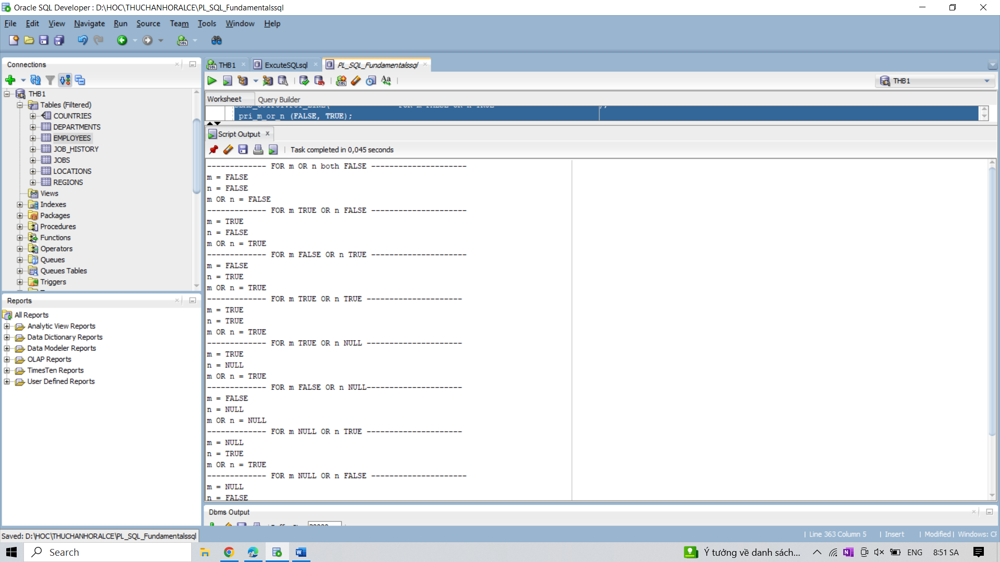 Oracle SQL Developer : D:\HOC\THUCHANHORALCE\PL_SQL_Fundamentalssql
File Edit View Navigate Run Source Team Tools Window Help
Connections
THB1
Tables (Filtered)
COUNTRIES
DEPARTMENTS
EMPLOYEES
JOB_HISTORY
JOBS
LOCATIONS
REGIONS
Views
Indexes
Packages
Procedures
Functions
Operators
Queues
Queues Tables
Triggers
Reports
All Reports
Analytic View Reports
Data Dictionary Reports
Data Modeler Reports
OLAP Reports
TimesTen Reports
User Defined Reports
THB1 ExcuteSQLsql PL_SQL_Fundamentalssql
THB1
Worksheet Query Builder
pri_m_or_n (FALSE, TRUE);
Script Output
Task completed in 0,045 seconds
------------- FOR m OR n both FALSE ---------------------
m = FALSE
n = FALSE
m OR n = FALSE
------------- FOR m TRUE OR n FALSE ---------------------
m = TRUE
n = FALSE
m OR n = TRUE
------------- FOR m FALSE OR n TRUE ---------------------
m = FALSE
n = TRUE
m OR n = TRUE
------------- FOR m TRUE OR n TRUE ---------------------
m = TRUE
n = TRUE
m OR n = TRUE
------------- FOR m TRUE OR n NULL ---------------------
m = TRUE
n = NULL
m OR n = TRUE
------------- FOR m FALSE OR n NULL---------------------
m = FALSE
n = NULL
m OR n = NULL
------------- FOR m NULL OR n TRUE ---------------------
m = NULL
n = TRUE
m OR n = TRUE
------------- FOR m NULL OR n FALSE ---------------------
m = NULL
n = FALSE
Dbms Output
Saved: D:\HOC\THUCHANHORALCE\PL_SQL_Fundamentalssql
| Line 363 Column 5 | Insert | Modified | Windows: CF
Search
Ý tưởng về danh sách...
ENG
8:51 SA